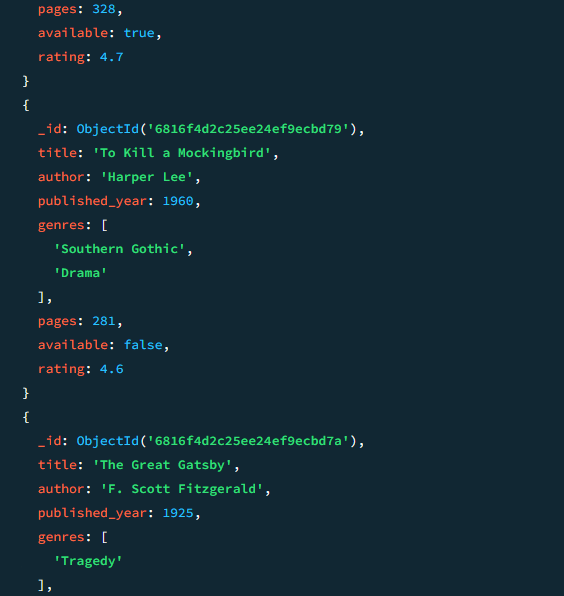 pages: 328,
available: true,
rating: 4.7
}
{
_id: ObjectId('6816f4d2c25ee24ef9ecbd79'),
title: 'To Kill a Mockingbird',
author: 'Harper Lee',
published_year: 1960,
genres: [
'Southern Gothic',
'Drama'
],
pages: 281,
available: false,
rating: 4.6
}
{
_id: ObjectId('6816f4d2c25ee24ef9ecbd7a'),
title: 'The Great Gatsby',
author: 'F. Scott Fitzgerald',
published_year: 1925,
genres: [
'Tragedy'
],